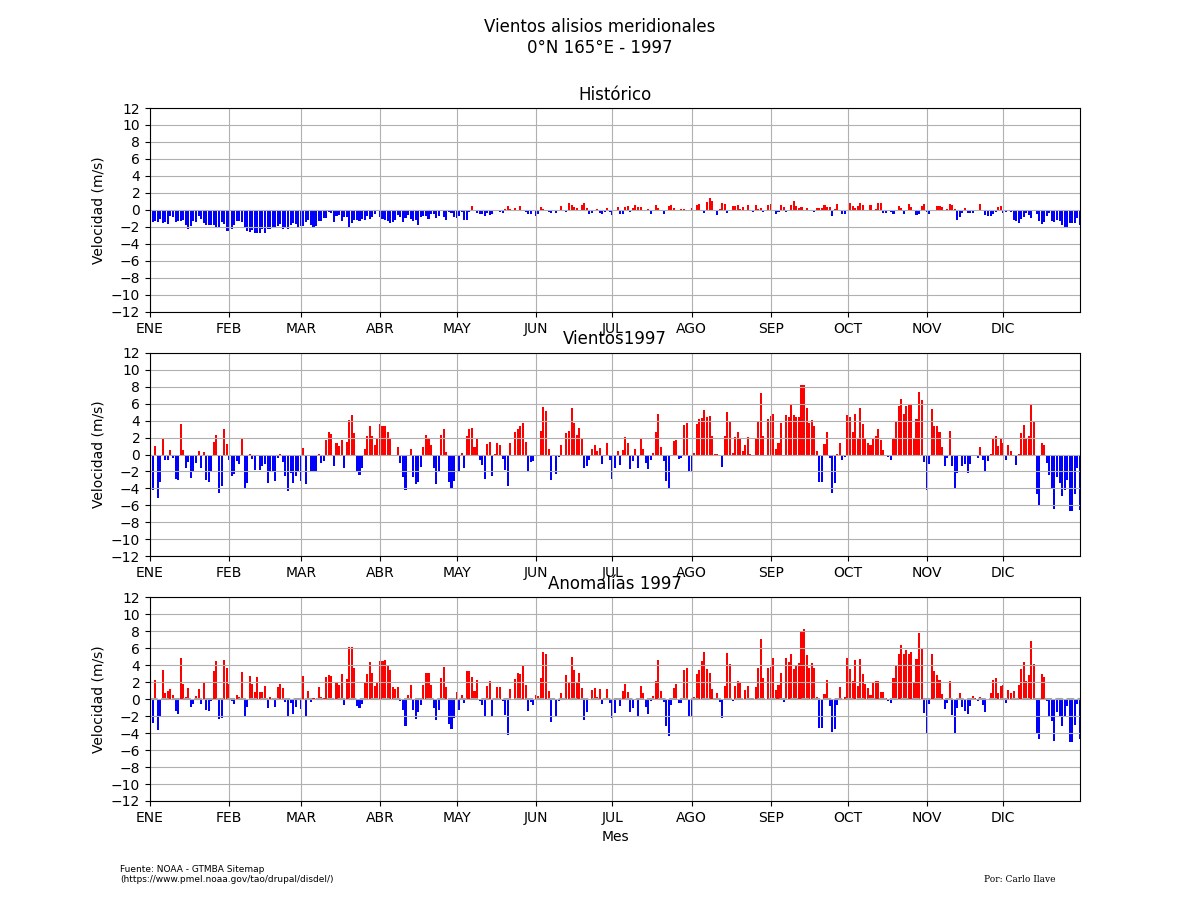 Vientos alisios meridionales
0°N 165°E - 1997
Histórico
12
10
8
6
4
2
0
−2
−4
−6
−8
−10
−12
Velocidad (m/s)
ENE FEB MAR ABR MAY JUN JUL AGO SEP OCT NOV DIC
Vientos1997
12
10
8
6
4
2
0
−2
−4
−6
−8
−10
−12
Velocidad (m/s)
ENE FEB MAR ABR MAY JUN JUL AGO SEP OCT NOV DIC
Anomalías 1997
12
10
8
6
4
2
0
−2
−4
−6
−8
−10
−12
Velocidad (m/s)
ENE FEB MAR ABR MAY JUN JUL AGO SEP OCT NOV DIC
Mes
Fuente: NOAA - GTMBA Sitemap
(https://www.pmel.noaa.gov/tao/drupal/disdel/)
Por: Carlo Ilave